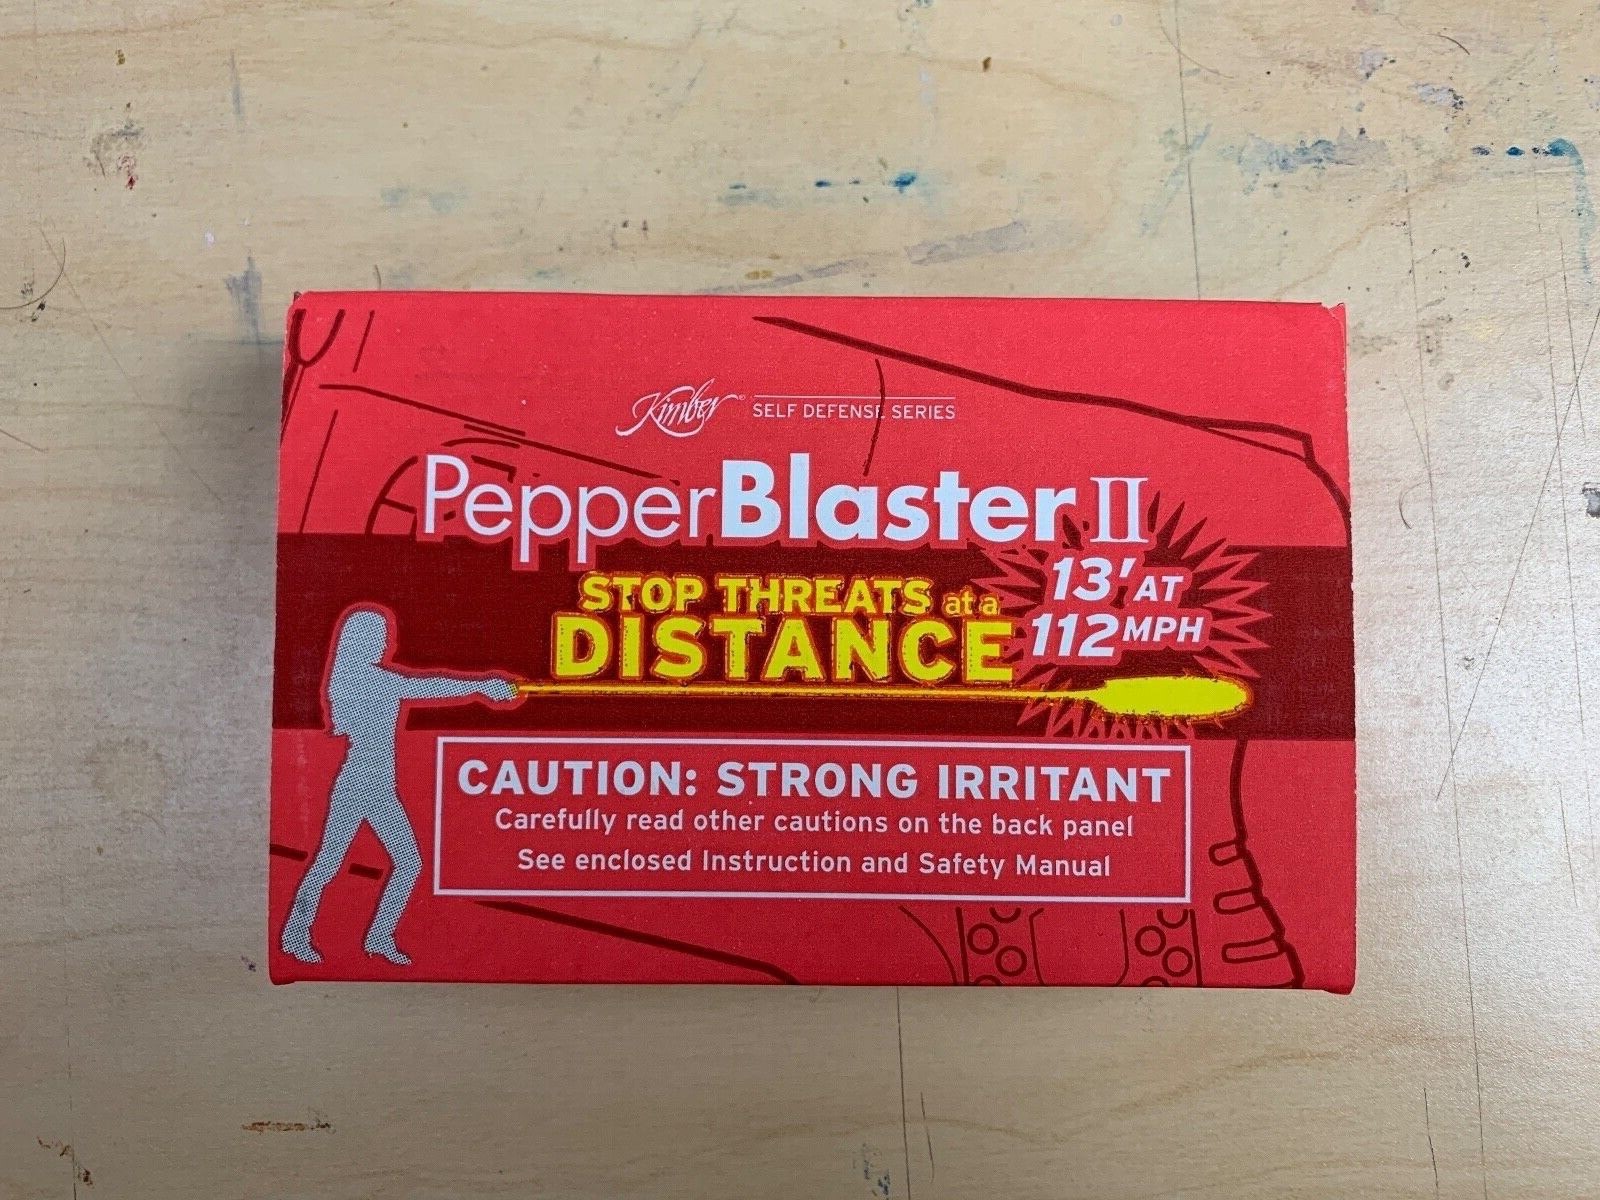 Kimber® SELF DEFENSE SERIES
PepperBlaster II
STOP THREATS at a
DISTANCE
13' AT
112 MPH
CAUTION: STRONG IRRITANT
Carefully read other cautions on the back panel
See enclosed Instruction and Safety Manual